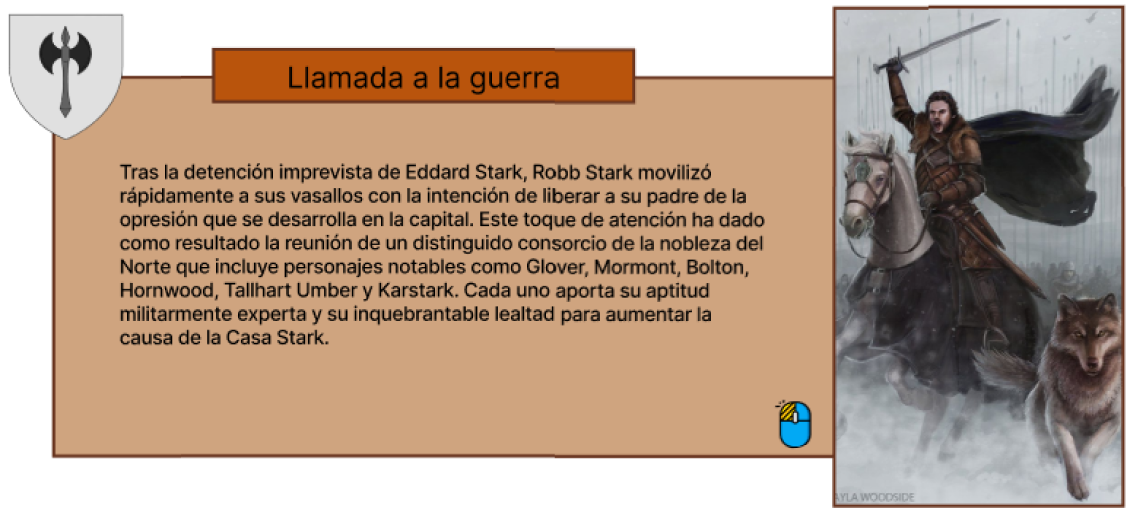 Llamada a la guerra
Tras la detención imprevista de Eddard Stark, Robb Stark movilizó
rápidamente a sus vasallos con la intención de liberar a su padre de la
opresión que se desarrolla en la capital. Este toque de atención ha dado
como resultado la reunión de un distinguido consorcio de la nobleza del
Norte que incluye personajes notables como Glover, Mormont, Bolton,
Hornwood, Tallhart Umber y Karstark. Cada uno aporta su aptitud
militarmente experta y su inquebrantable lealtad para aumentar la
causa de la Casa Stark.
AYLA WOODSIDE